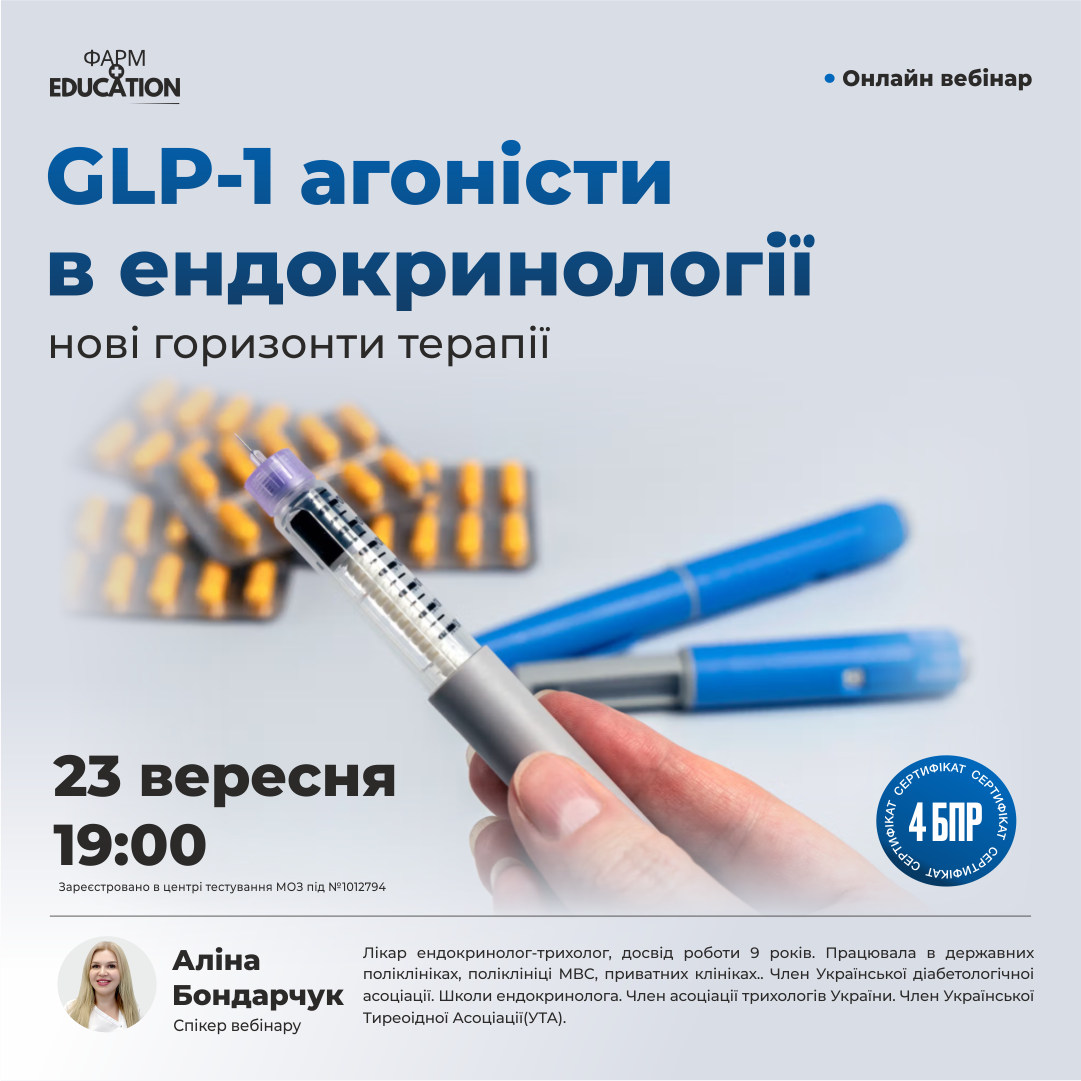 ФАРМ
EDUCATION
Онлайн вебінар
GLP-1 агоністи
в ендокринології
нові горизонти терапії
23 вересня
19:00
Зареєстровано в центрі тестування МОЗ під №1012794
СЕРТИФІКАТ СЕРТИФІКАТ СЕРТИФІКАТ СЕРТИФІКАТ
4 БПР
Аліна
Бондарчук
Спікер вебінару
Лікар ендокринолог-трихолог, досвід роботи 9 років. Працювала в державних
поліклініках, поліклініці МВС, приватних клініках.. Член Української діабетологічної
асоціації. Школи ендокринолога. Член асоціації трихологів України. Член Української
Тиреоідної Асоціації(УТА).